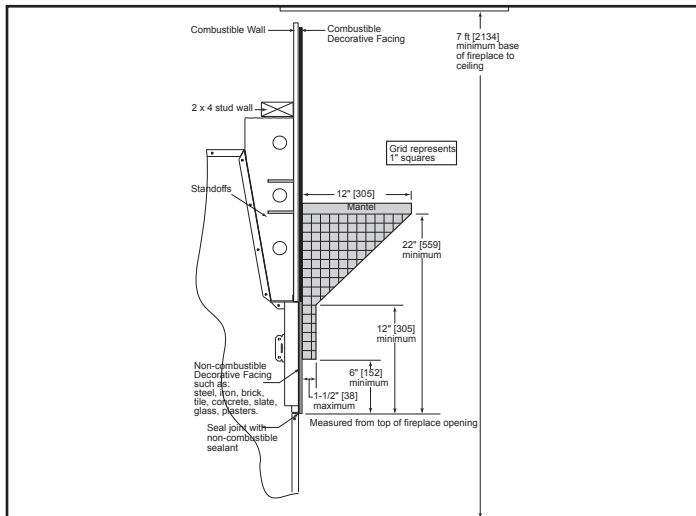 Combustible Wall
Combustible
Decorative Facing
7 ft [2134]
minimum base
of fireplace to
ceiling
2 x 4 stud wall
Grid represents
1" squares
Standoffs
12" [305]
Mantel
22" [559]
minimum
12" [305]
minimum
6" [152]
minimum
Non-combustible
Decorative Facing
such as:
steel, iron, brick,
tile, concrete, slate,
glass, plasters.
1-1/2" [38]
maximum
Measured from top of fireplace opening
Seal joint with
non-combustible
sealant